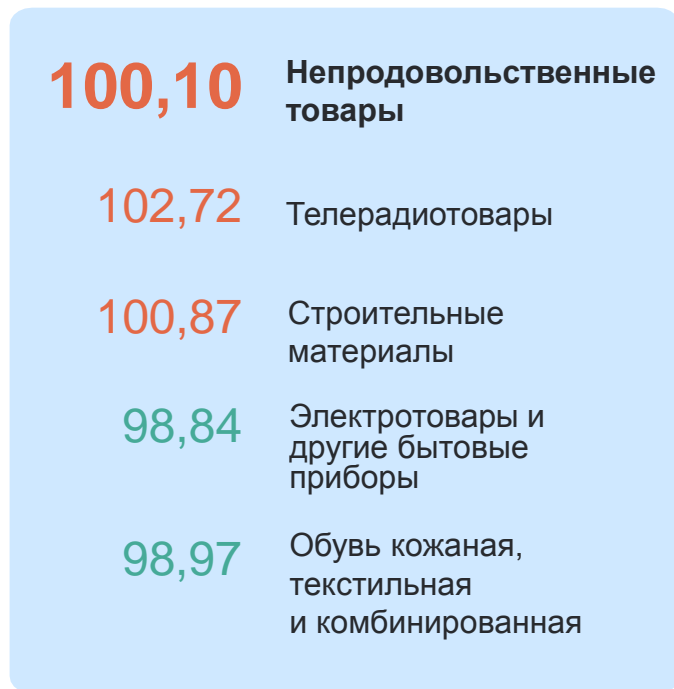 100,10 Непродовольственные
товары
102,72 Телерадиотовары
100,87 Строительные
материалы
98,84 Электротовары и
другие бытовые
приборы
98,97 Обувь кожаная,
текстильная
и комбинированная